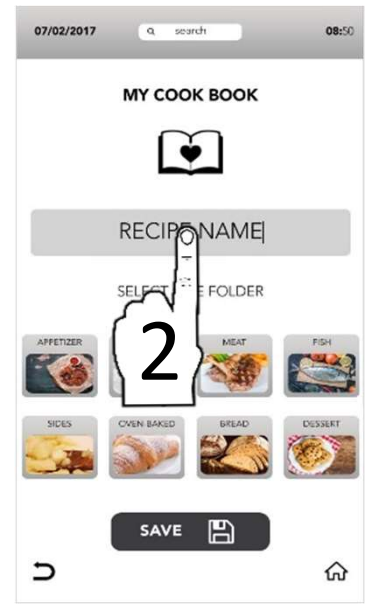 07/02/2017 search 08:50
MY COOK BOOK
RECIPE NAME
SELECT FOLDER
2
APPETIZER MEAT FISH
SIDES OVEN BAKED BREAD DESSERT
SAVE